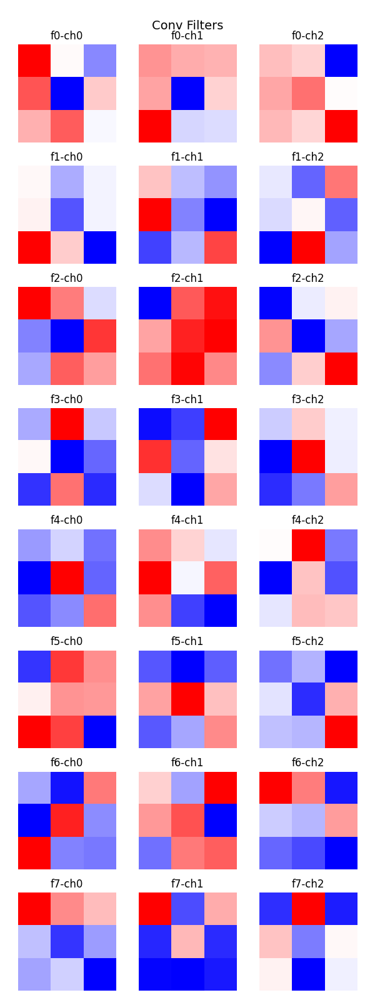 Conv Filters
f0-ch0 f0-ch1 f0-ch2
f1-ch0 f1-ch1 f1-ch2
f2-ch0 f2-ch1 f2-ch2
f3-ch0 f3-ch1 f3-ch2
f4-ch0 f4-ch1 f4-ch2
f5-ch0 f5-ch1 f5-ch2
f6-ch0 f6-ch1 f6-ch2
f7-ch0 f7-ch1 f7-ch2